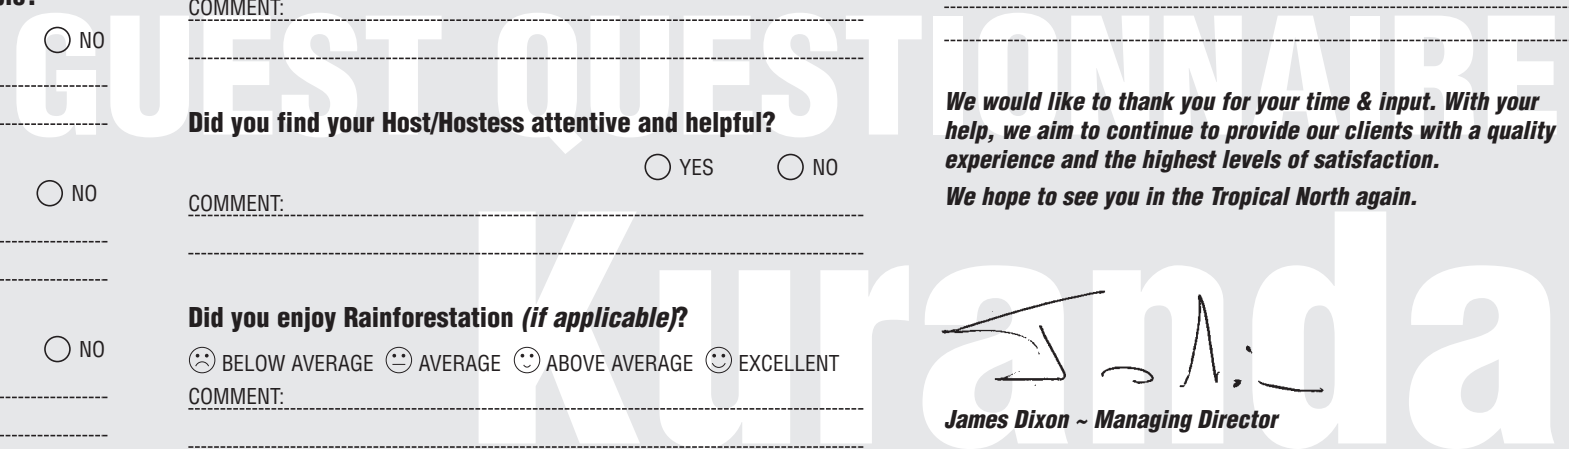 GUEST QUESTIONNAIRE
Kuranda
NO
NO
NO
COMMENT:
Did you find your Host/Hostess attentive and helpful?
YES NO
COMMENT:
Did you enjoy Rainforestation (if applicable)?
BELOW AVERAGE AVERAGE ABOVE AVERAGE EXCELLENT
COMMENT:
We would like to thank you for your time & input. With your
help, we aim to continue to provide our clients with a quality
experience and the highest levels of satisfaction.
We hope to see you in the Tropical North again.
James Dixon ~ Managing Director